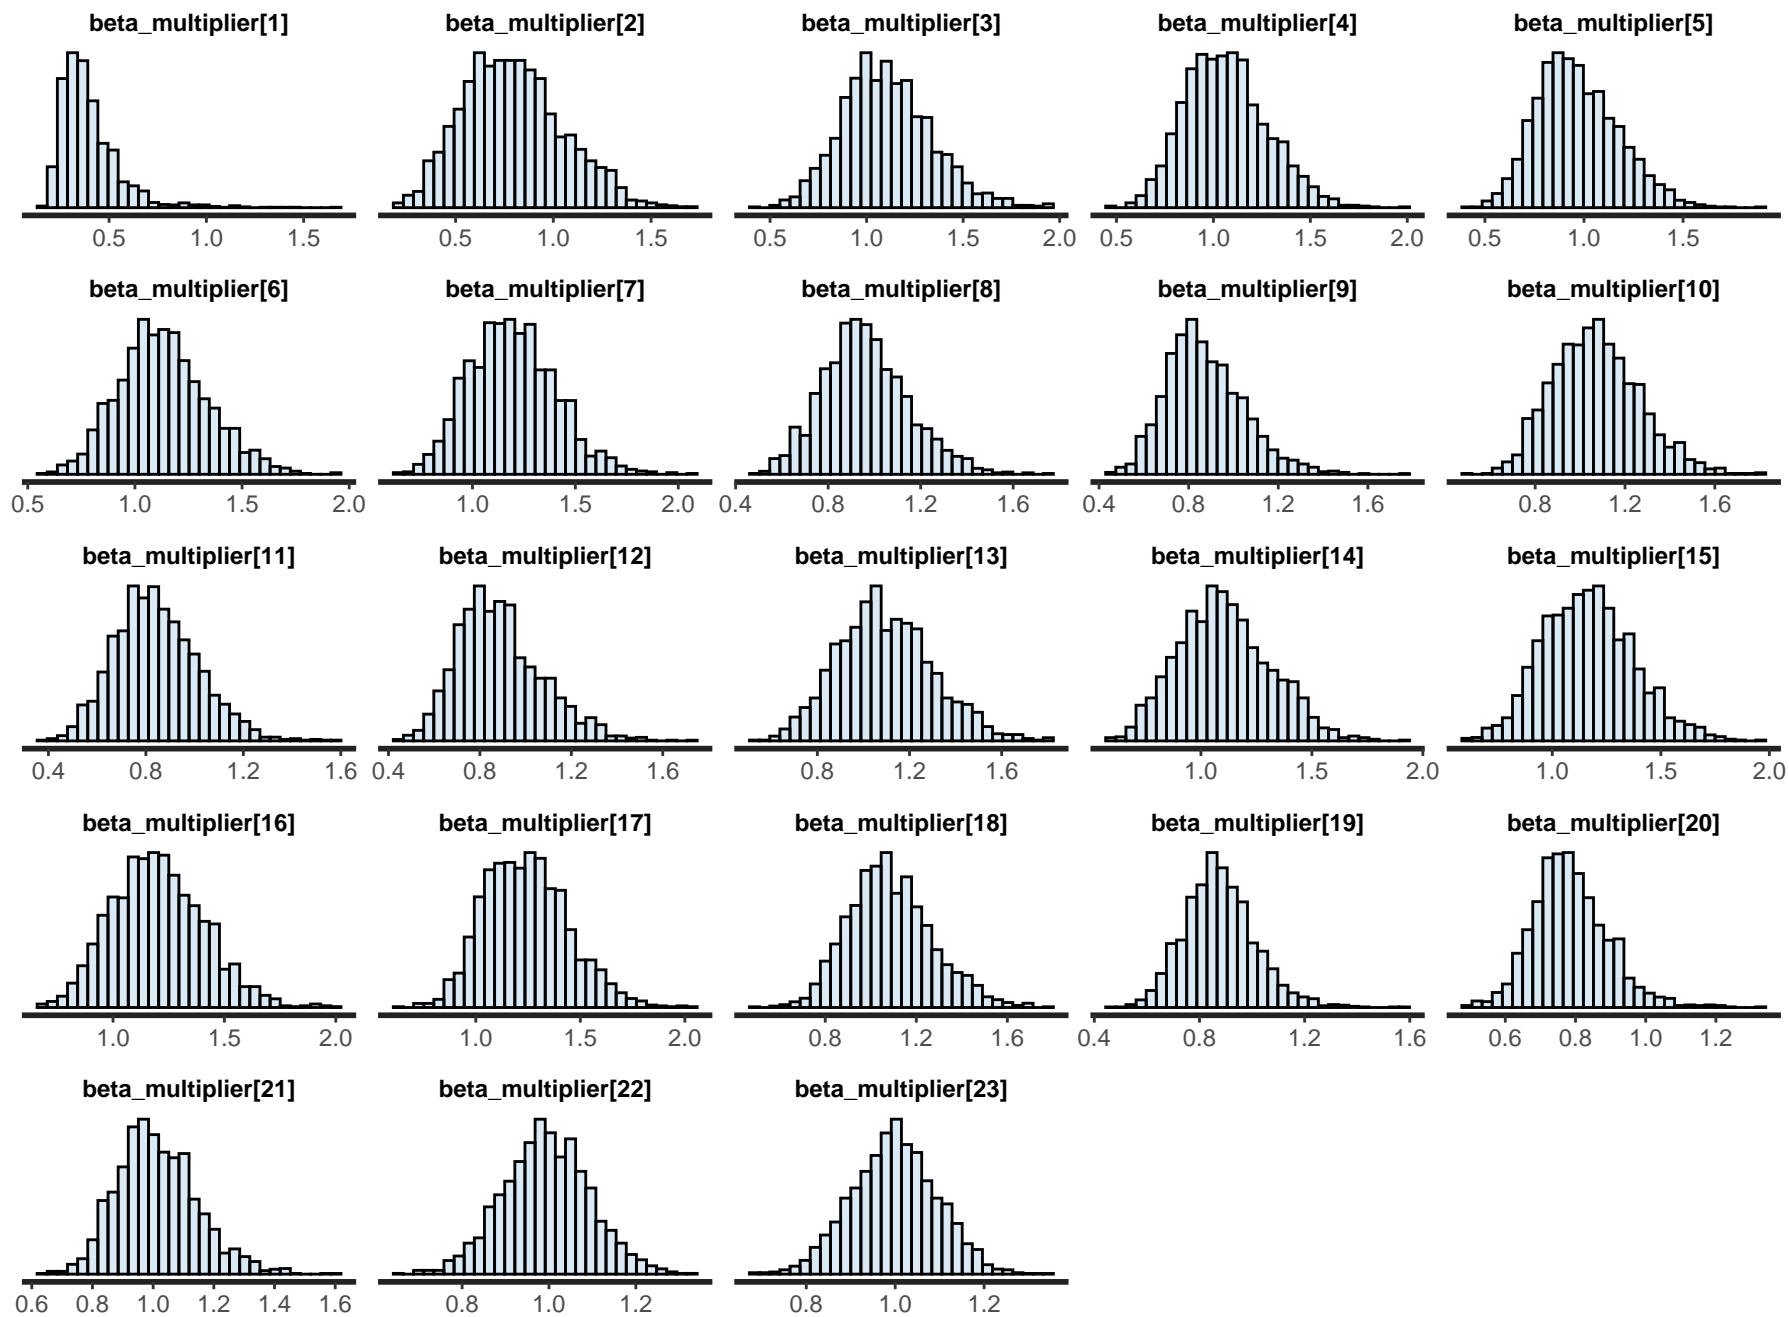 beta_multiplier[1] beta_multiplier[2] beta_multiplier[3] beta_multiplier[4] beta_multiplier[5]
0.5 1.0 1.5 0.5 1.0 1.5 0.5 1.0 1.5 2.0 0.5 1.0 1.5 2.0 0.5 1.0 1.5
beta_multiplier[6] beta_multiplier[7] beta_multiplier[8] beta_multiplier[9] beta_multiplier[10]
0.5 1.0 1.5 2.0 1.0 1.5 2.0 0.4 0.8 1.2 1.6 0.4 0.8 1.2 1.6 0.8 1.2 1.6
beta_multiplier[11] beta_multiplier[12] beta_multiplier[13] beta_multiplier[14] beta_multiplier[15]
0.4 0.8 1.2 1.6 0.4 0.8 1.2 1.6 0.8 1.2 1.6 1.0 1.5 2.0 1.0 1.5 2.0
beta_multiplier[16] beta_multiplier[17] beta_multiplier[18] beta_multiplier[19] beta_multiplier[20]
1.0 1.5 2.0 1.0 1.5 2.0 0.8 1.2 1.6 0.4 0.8 1.2 1.6 0.6 0.8 1.0 1.2
beta_multiplier[21] beta_multiplier[22] beta_multiplier[23]
0.6 0.8 1.0 1.2 1.4 1.6 0.8 1.0 1.2 0.8 1.0 1.2